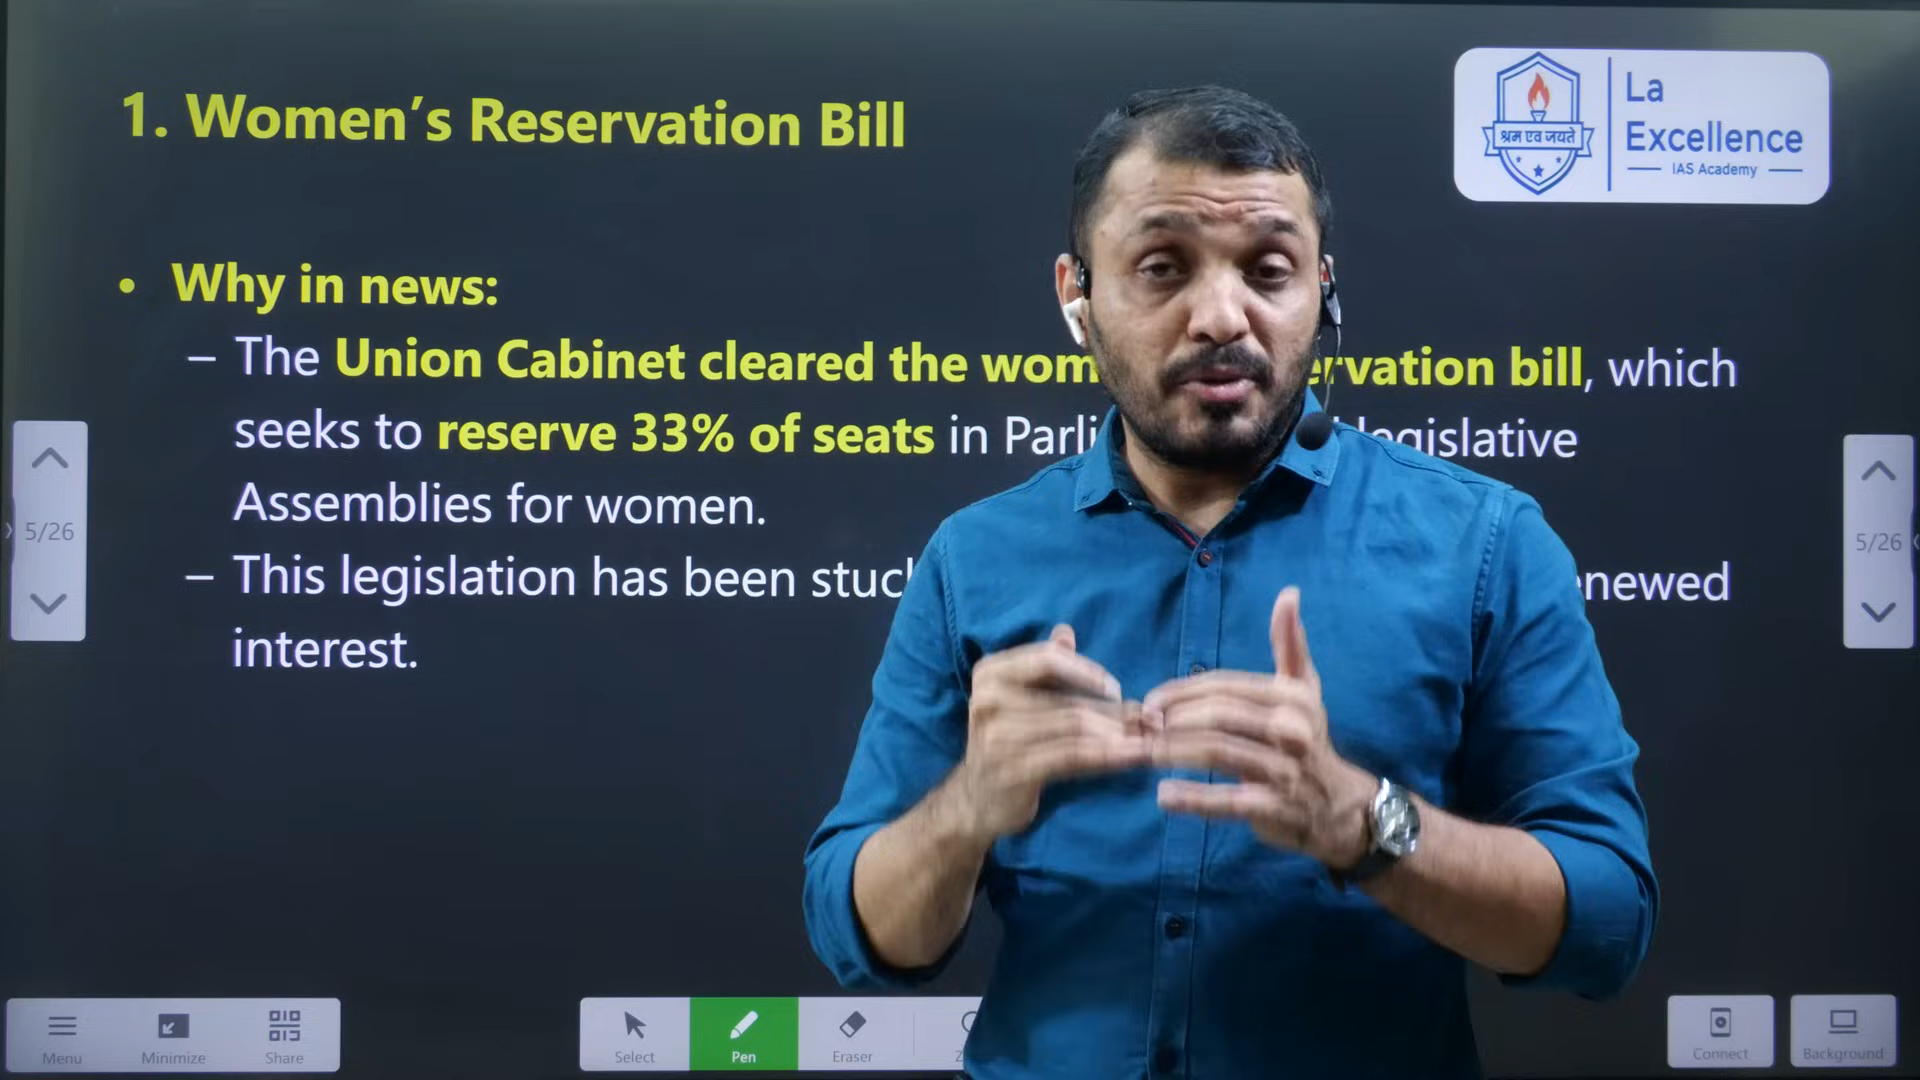 1. Women's Reservation Bill
La
Excellence
IAS Academy
श्रम एव जयते
• Why in news:
– The Union Cabinet cleared the wom rvation bill, which
seeks to reserve 33% of seats in Parli legislative
Assemblies for women.
– This legislation has been stuc enewed
interest.
5/26
5/26
Menu
Minimize
Share
Select
Pen
Eraser
Connect
Background